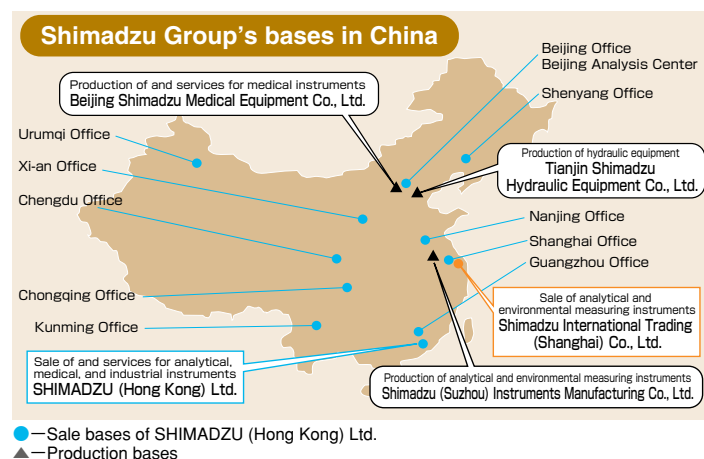 Shimadzu Group's bases in China
Beijing Office
Beijing Analysis Center
Production of and services for medical instruments
Beijing Shimadzu Medical Equipment Co., Ltd.
Shenyang Office
Urumqi Office
Production of hydraulic equipment
Tianjin Shimadzu
Hydraulic Equipment Co., Ltd.
Xi-an Office
Chengdu Office
Nanjing Office
Shanghai Office
Guangzhou Office
Chongqing Office
Sale of analytical and
environmental measuring instruments
Shimadzu International Trading
(Shanghai) Co., Ltd.
Kunming Office
Sale of and services for analytical,
medical, and industrial instruments
SHIMADZU (Hong Kong) Ltd.
Production of analytical and environmental measuring instruments
Shimadzu (Suzhou) Instruments Manufacturing Co., Ltd.
—Sale bases of SHIMADZU (Hong Kong) Ltd.
—Production bases